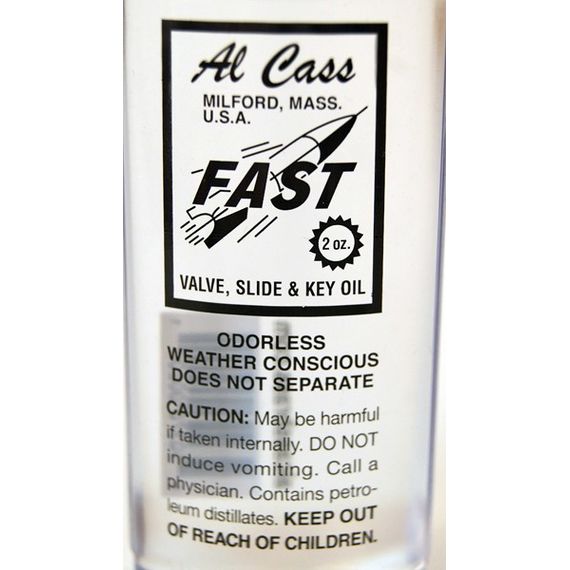 Al Cass
MILFORD, MASS.
U.S.A.
FAST
2 oz.
VALVE, SLIDE & KEY OIL
ODORLESS
WEATHER CONSCIOUS
DOES NOT SEPARATE
CAUTION: May be harmful
if taken internally. DO NOT
induce vomiting. Call a
physician. Contains petro-
leum distillates. KEEP OUT
OF REACH OF CHILDREN.